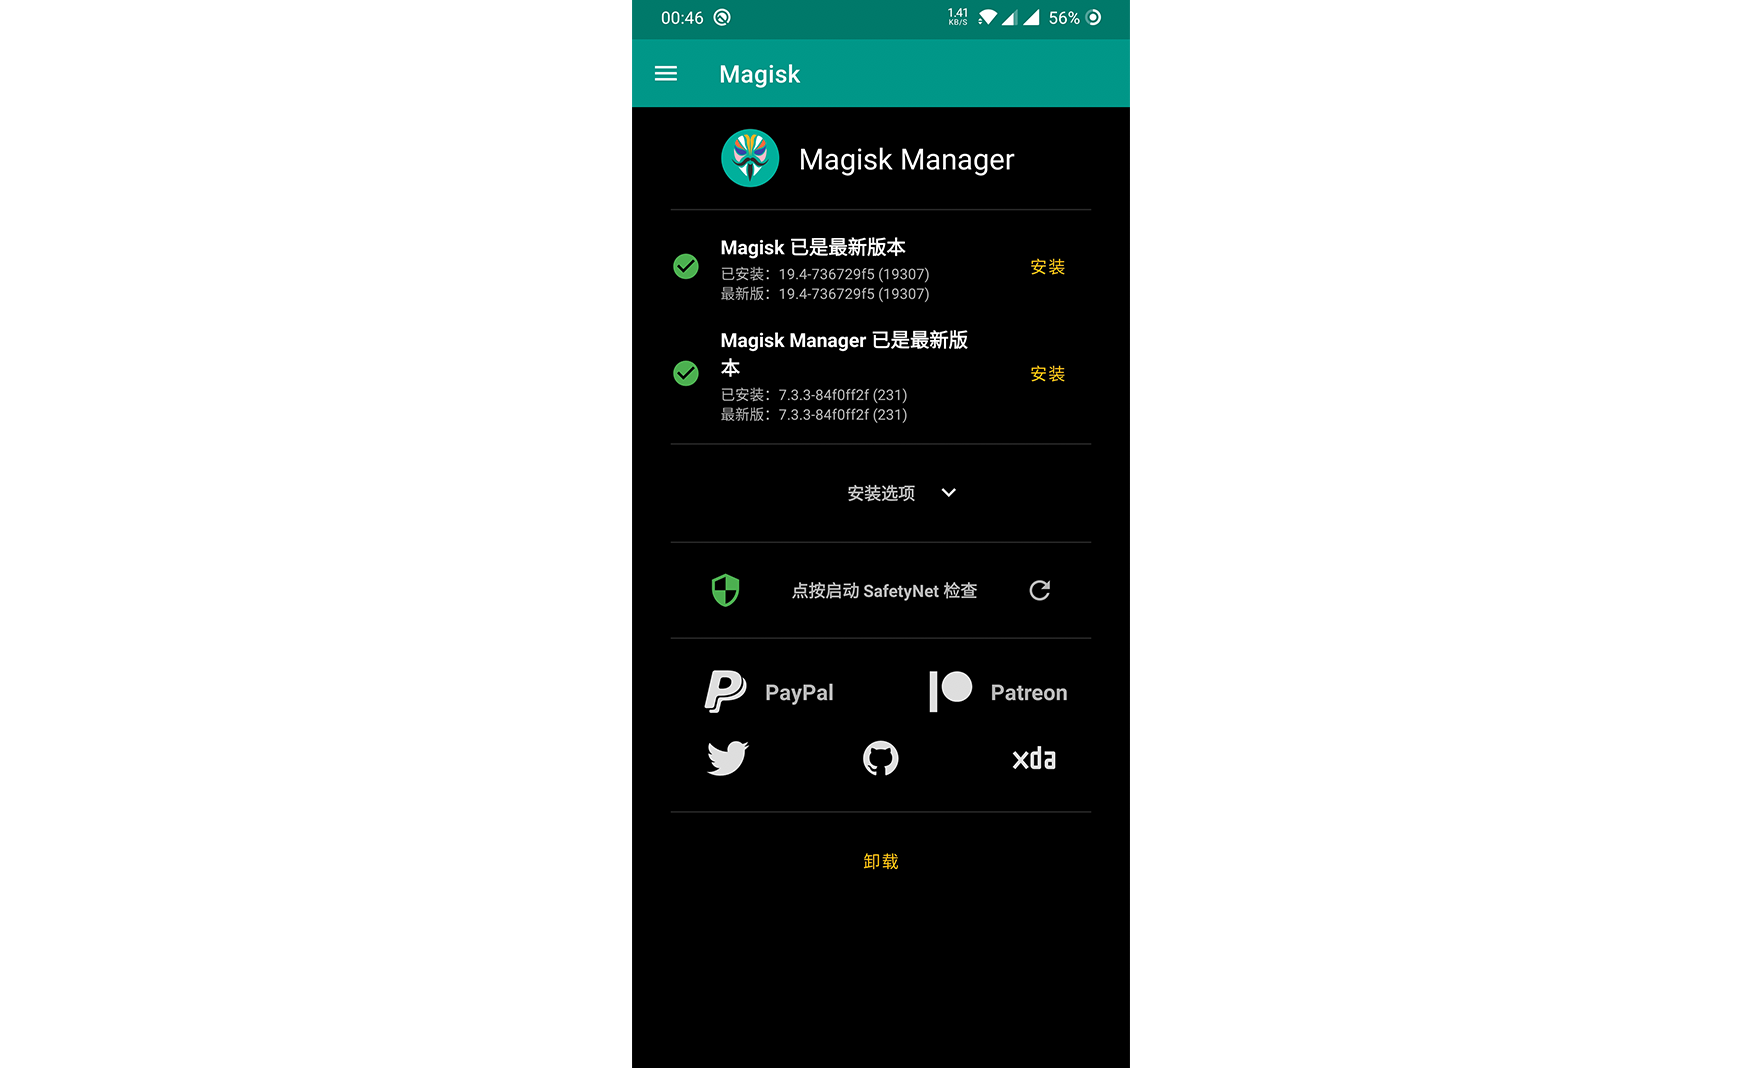 00:46
1.41
KB/S
56%
Magisk
Magisk Manager
Magisk 已是最新版本
已安装：19.4-736729f5 (19307)
最新版：19.4-736729f5 (19307)
安装
Magisk Manager 已是最新版
本
已安装：7.3.3-84f0ff2f (231)
最新版：7.3.3-84f0ff2f (231)
安装
安装选项
点按启动 SafetyNet 检查
PayPal
Patreon
xda
卸载